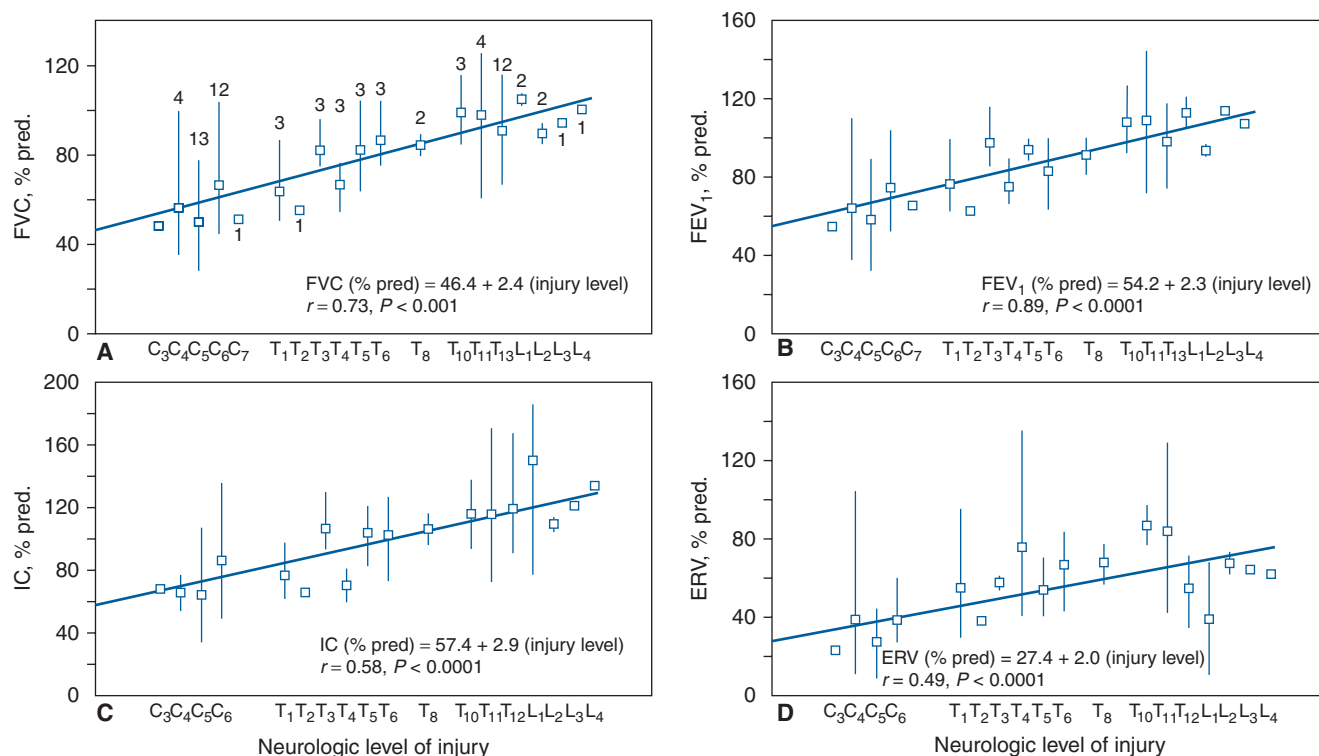 FVC, % pred.
120
80
40
0
4
13
12
1
3
1
3
3
3
3
2
3
4
12
2
2
1
1
FVC (% pred) = 46.4 + 2.4 (injury level)
r = 0.73, P < 0.001
A
C₃C₄C₅C₆C₇ T₁T₂T₃T₄T₅T₆ T₈ T₁₀T₁₁T₁₃L₁L₂L₃L₄
FEV₁, % pred.
160
120
80
40
0
FEV₁ (% pred) = 54.2 + 2.3 (injury level)
r = 0.89, P < 0.0001
B
C₃C₄C₅C₆C₇ T₁T₂T₃T₄T₅T₆ T₈ T₁₀T₁₁T₁₃L₁L₂L₃L₄
IC, % pred.
200
180
140
100
60
0
IC (% pred) = 57.4 + 2.9 (injury level)
r = 0.58, P < 0.0001
C
C₃C₄C₅C₆ T₁T₂T₃T₄T₅T₆ T₈ T₁₀T₁₁T₁₂L₁L₂L₃L₄
Neurologic level of injury
ERV, % pred.
160
120
80
40
0
ERV (% pred) = 27.4 + 2.0 (injury level)
r = 0.49, P < 0.0001
D
C₃C₄C₅C₆ T₁T₂T₃T₄T₅T₆ T₈ T₁₀T₁₁T₁₂L₁L₂L₃L₄
Neurologic level of injury